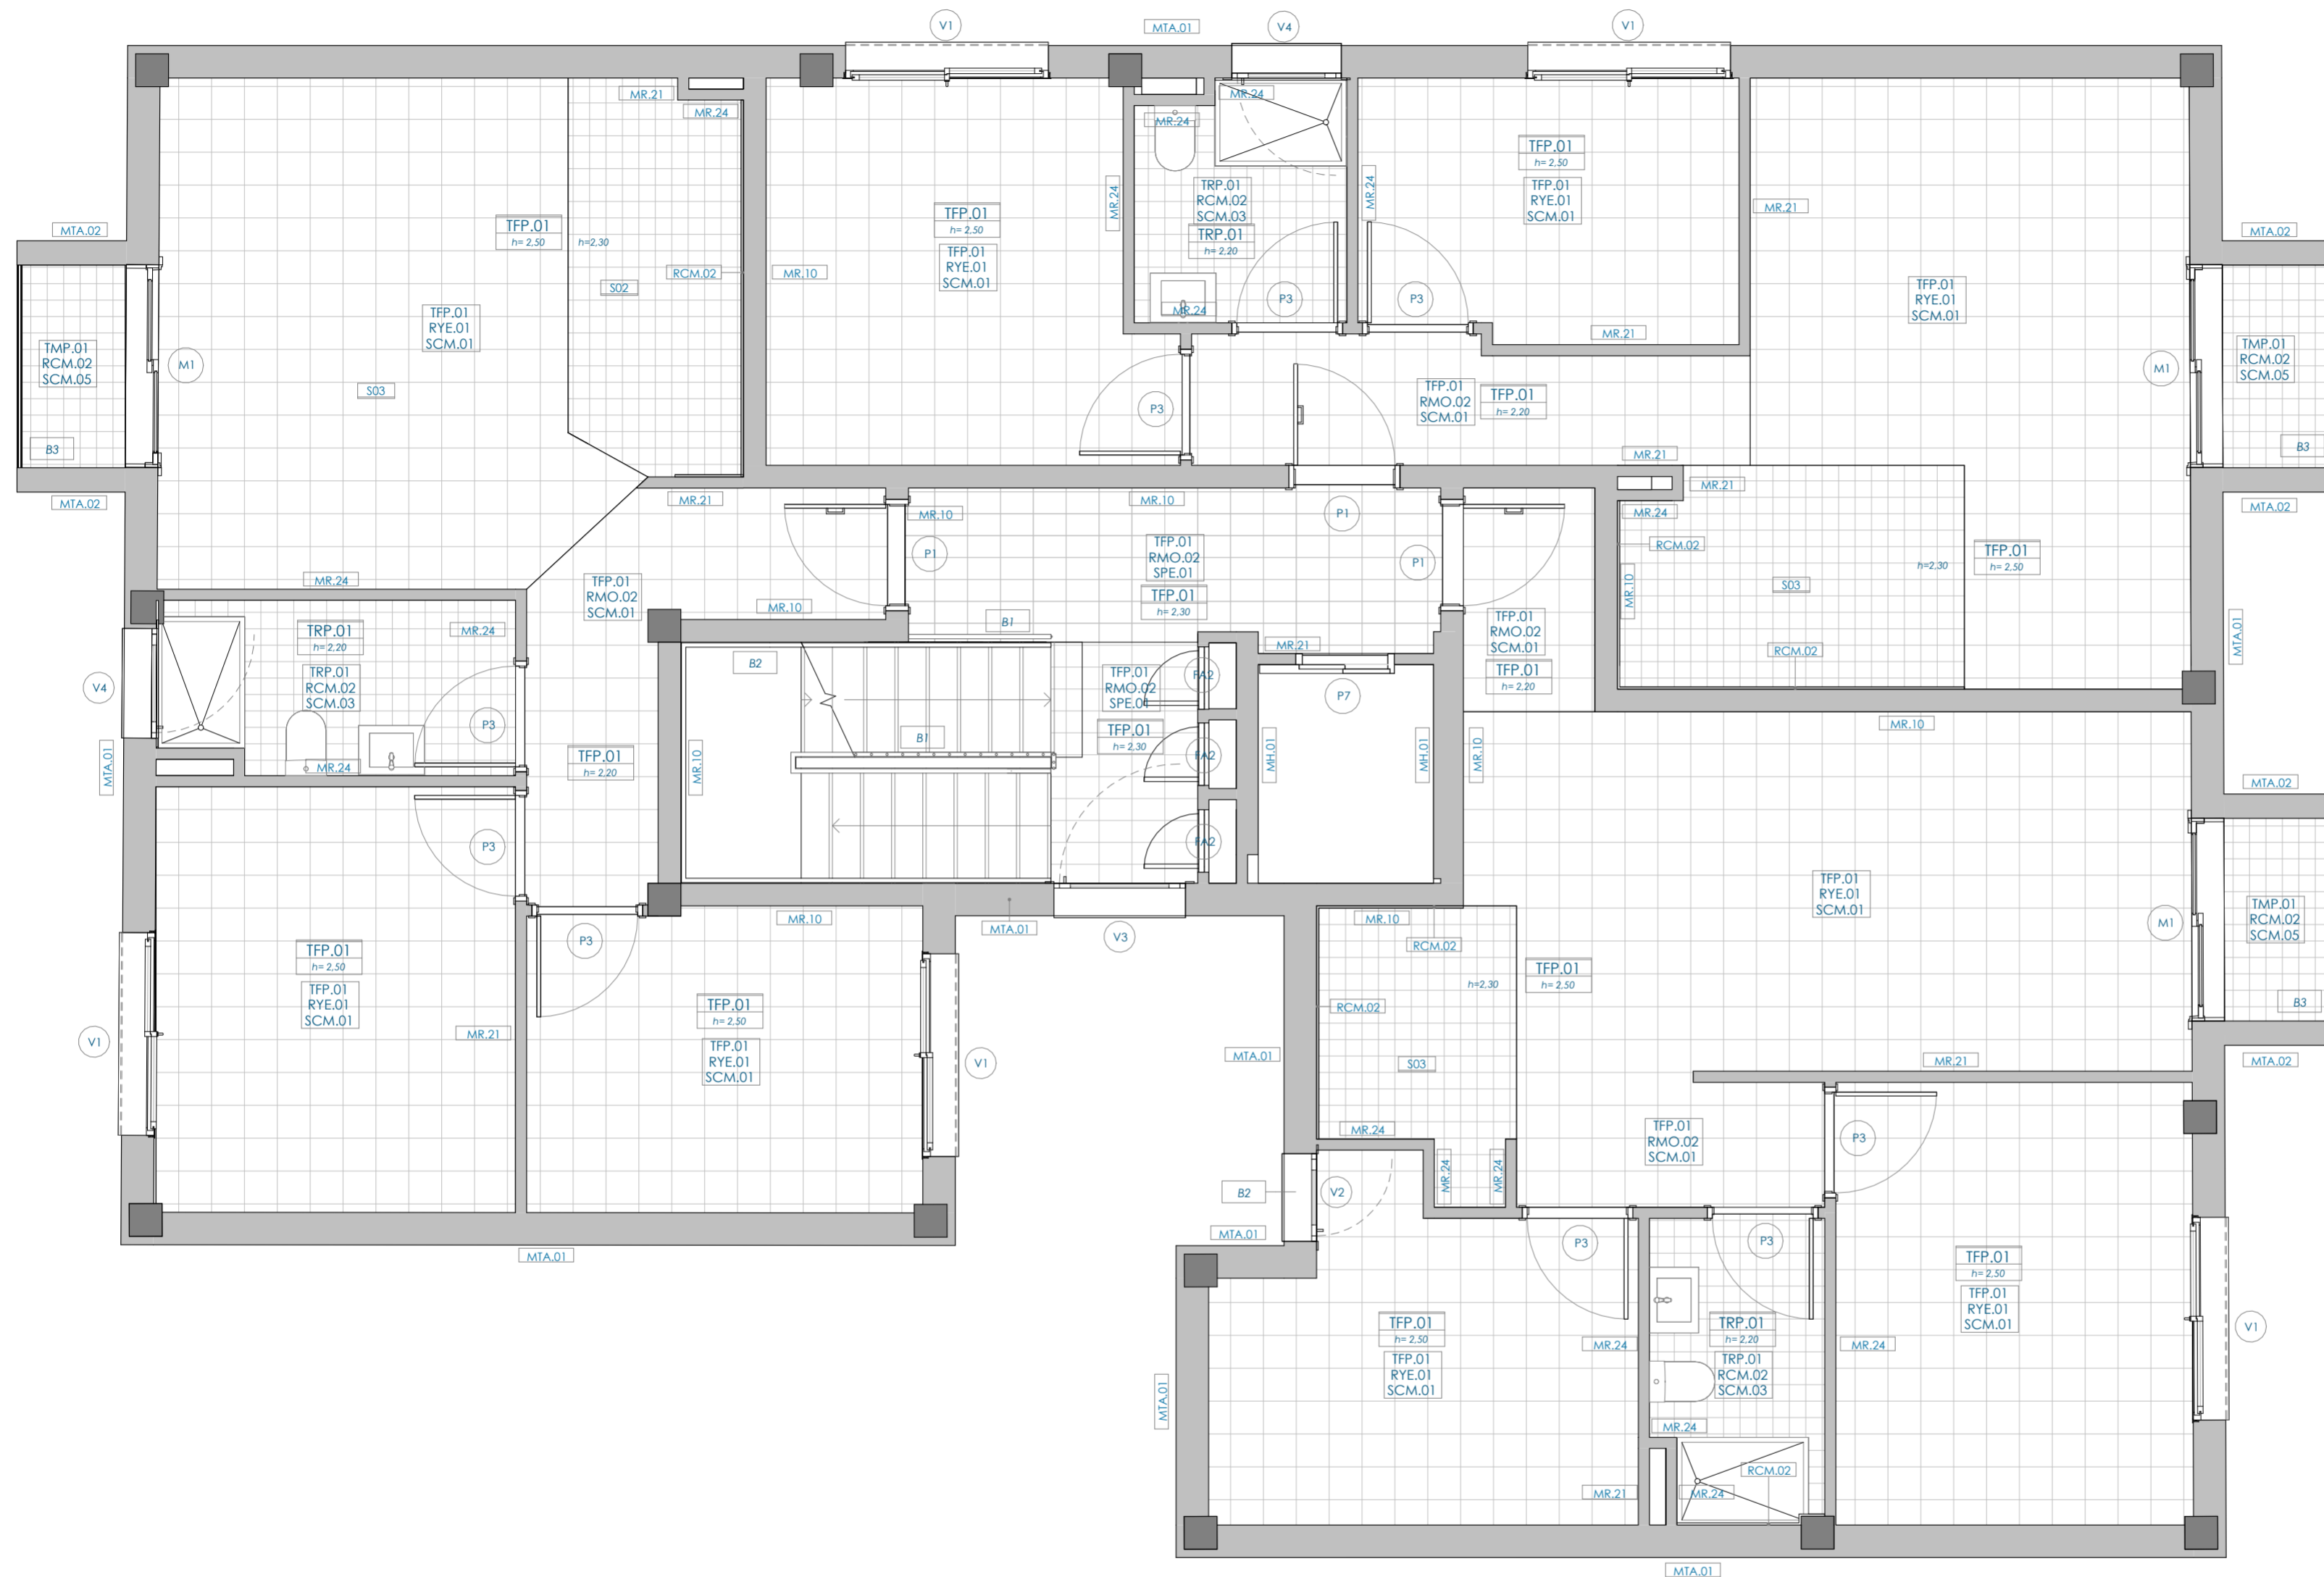 V1
MTA.01
V4
V1
MR.21
MR.24
MR.24
MR.24
TFP.01
h= 2,50
TFP.01
RYE.01
SCM.01
MR.24
TRP.01
RCM.02
SCM.03
TRP.01
h= 2,20
MR.24
MR.21
TFP.01
h= 2,50
TFP.01
RYE.01
SCM.01
MTA.02
TFP.01
h= 2,50
h=2,30
MTA.02
RCM.02
MR.10
S02
TFP.01
RYE.01
SCM.01
P3
P3
MR.24
TFP.01
RYE.01
SCM.01
TMP.01
RCM.02
SCM.05
M1
MR.21
M1
TMP.01
RCM.02
SCM.05
S03
TFP.01
RMO.02
SCM.01
TFP.01
h= 2,20
P3
B3
MR.21
B3
MTA.02
MR.21
MR.10
MR.21
MTA.02
MR.10
P1
MR.24
P1
P1
TFP.01
RMO.02
SPE.01
RCM.02
TFP.01
h= 2,50
h=2,30
MR.24
TFP.01
RMO.02
SCM.01
MR.10
TFP.01
h= 2,30
MR.10
S03
B1
TFP.01
RMO.02
SCM.01
TRP.01
h= 2,20
MR.24
MR.21
RCM.02
MTA.01
B2
TFP.01
RMO.02
SPE.01
PA2
TFP.01
h= 2,20
TRP.01
RCM.02
SCM.03
V4
P7
P3
B1
TFP.01
h= 2,30
MR.10
MTA.01
MR.24
TFP.01
h= 2,20
MR.10
PA2
MH.01
MH.01
MR.10
MTA.02
P3
PA2
TFP.01
RYE.01
SCM.01
MR.10
MR.10
TMP.01
RCM.02
SCM.05
MTA.01
V3
P3
RCM.02
M1
TFP.01
h= 2,50
TFP.01
h= 2,50
h=2,30
TFP.01
RYE.01
SCM.01
TFP.01
h= 2,50
RCM.02
B3
V1
MR.21
TFP.01
RYE.01
SCM.01
V1
MTA.01
S03
MR.21
MTA.02
MR.24
TFP.01
RMO.02
SCM.01
P3
MR.24
MR.24
B2
V2
MTA.01
P3
P3
MTA.01
TFP.01
h= 2,50
TFP.01
RYE.01
SCM.01
TFP.01
h= 2,50
TFP.01
RYE.01
SCM.01
MR.24
TRP.01
h= 2,20
TRP.01
RCM.02
SCM.03
MR.24
V1
MTA.01
MR.24
RCM.02
MR.21
MR.24
MTA.01